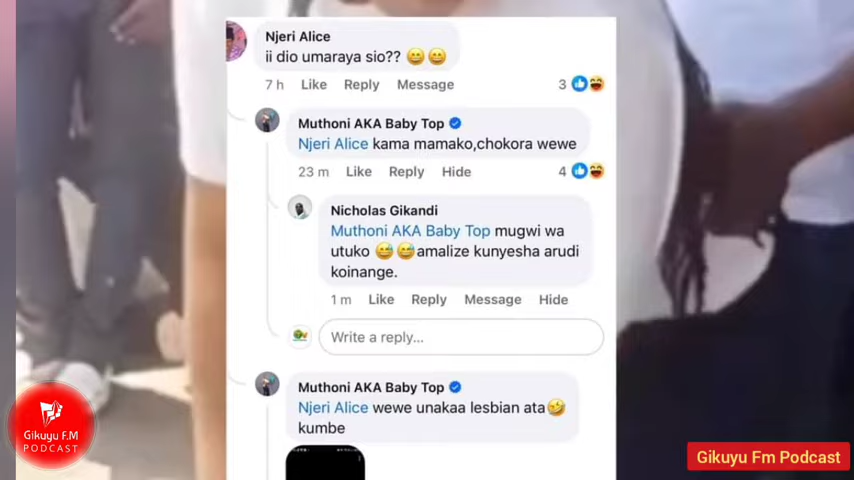 Njeri Alice
ii dio umaraya sio?? 😄😄
7 h Like Reply Message 3
Muthoni AKA Baby Top
Njeri Alice kama mamako,chokora wewe
23 m Like Reply Hide 4
Nicholas Gikandi
Muthoni AKA Baby Top mugwi wa
utuko 😅😅amalize kunyesha arudi
koinange.
1 m Like Reply Message Hide
Write a reply...
Muthoni AKA Baby Top
Njeri Alice wewe unakaa lesbian ata🤣
kumbe
Gikuyu F.M
PODCAST
Gikuyu Fm Podcast